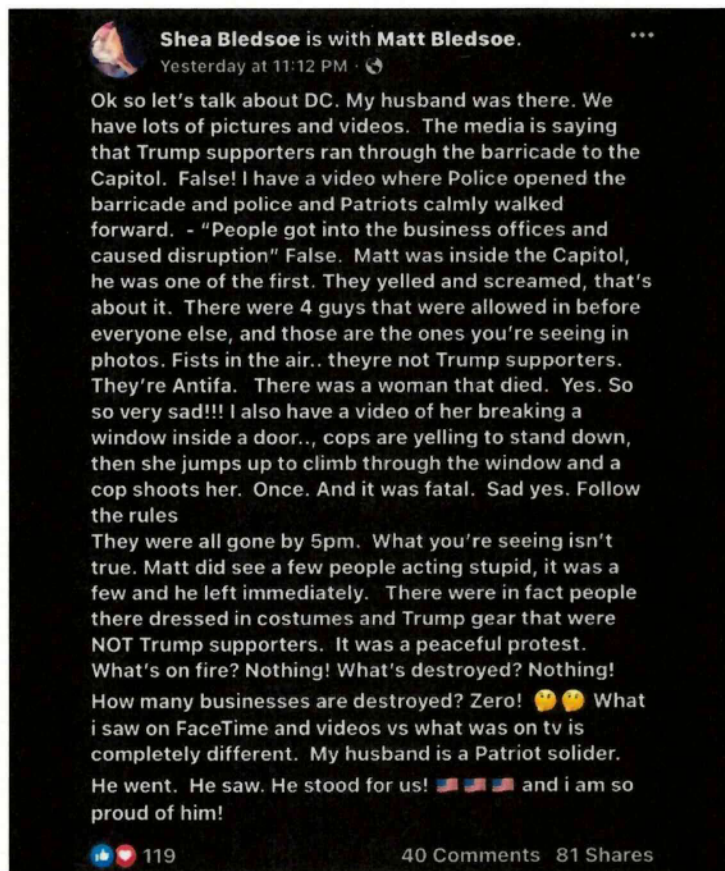 Shea Bledsoe is with Matt Bledsoe.
Yesterday at 11:12 PM ·
Ok so let's talk about DC. My husband was there. We
have lots of pictures and videos. The media is saying
that Trump supporters ran through the barricade to the
Capitol. False! I have a video where Police opened the
barricade and police and Patriots calmly walked
forward. - “People got into the business offices and
caused disruption” False. Matt was inside the Capitol,
he was one of the first. They yelled and screamed, that's
about it. There were 4 guys that were allowed in before
everyone else, and those are the ones you're seeing in
photos. Fists in the air.. theyre not Trump supporters.
They're Antifa. There was a woman that died. Yes. So
so very sad!!! I also have a video of her breaking a
window inside a door.., cops are yelling to stand down,
then she jumps up to climb through the window and a
cop shoots her. Once. And it was fatal. Sad yes. Follow
the rules
They were all gone by 5pm. What you're seeing isn't
true. Matt did see a few people acting stupid, it was a
few and he left immediately. There were in fact people
there dressed in costumes and Trump gear that were
NOT Trump supporters. It was a peaceful protest.
What's on fire? Nothing! What's destroyed? Nothing!
How many businesses are destroyed? Zero! 🤔🤔 What
i saw on FaceTime and videos vs what was on tv is
completely different. My husband is a Patriot solider.
He went. He saw. He stood for us! 🇺🇸🇺🇸🇺🇸 and i am so
proud of him!
119 40 Comments 81 Shares